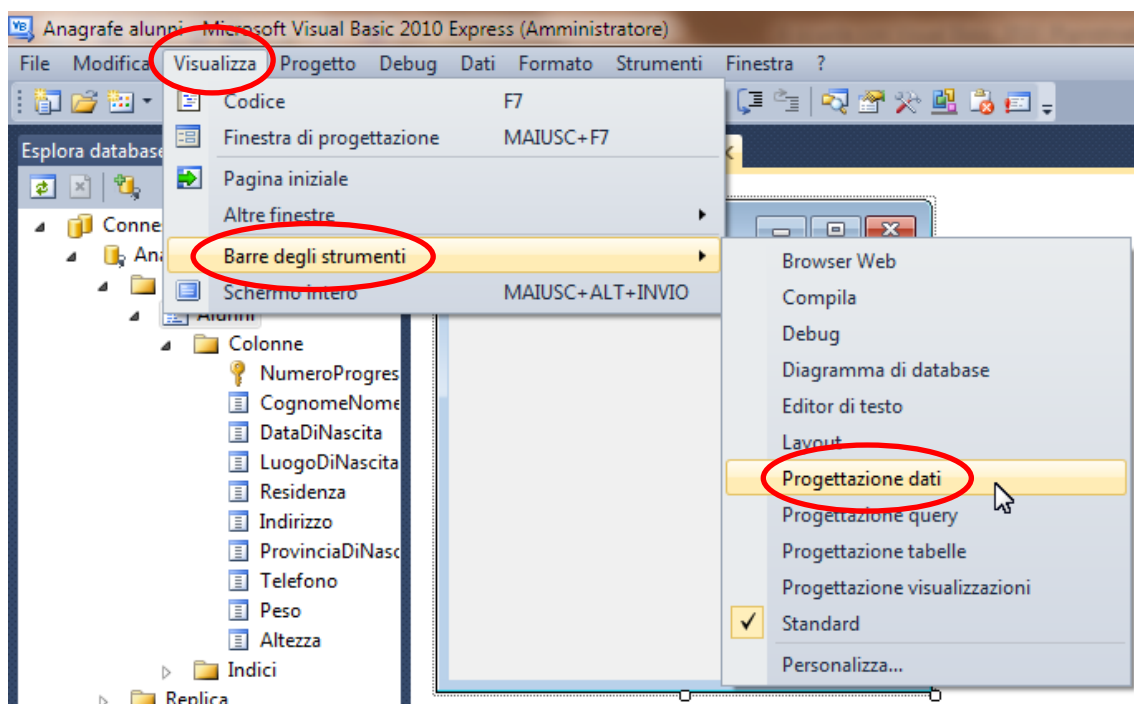 Anagrafe alunni - Microsoft Visual Basic 2010 Express (Amministratore)
File Modifica Visualizza Progetto Debug Dati Formato Strumenti Finestra ?
Codice F7
Finestra di progettazione MAIUSC+F7
Pagina iniziale
Altre finestre
Barre degli strumenti
Schermo intero MAIUSC+ALT+INVIO
Browser Web
Compila
Debug
Diagramma di database
Editor di testo
Layout
Progettazione dati
Progettazione query
Progettazione tabelle
Progettazione visualizzazioni
Standard
Personalizza...
Esplora database
Conne
Ana
Alunni
Colonne
NumeroProgres
CognomeNome
DataDiNascita
LuogoDiNascita
Residenza
Indirizzo
ProvinciaDiNasc
Telefono
Peso
Altezza
Indici
Replica